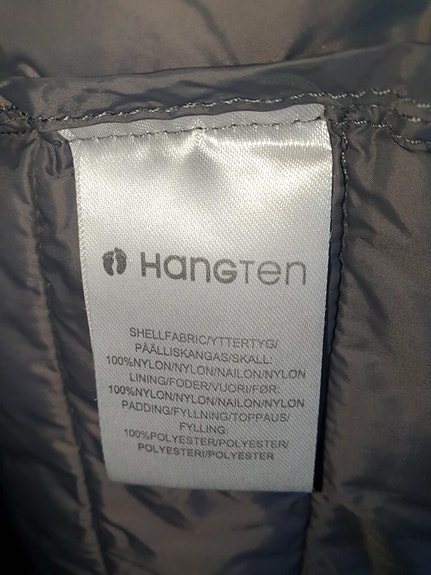 HANGTEN
SHELLFABRIC/YTTERTYG/
PÄÄLLISKANGAS/SKALL:
100%NYLON/NYLON/NAILON/NYLON
LINING/FODER/VUORI/FØR:
100%NYLON/NYLON/NAILON/NYLON
PADDING/FYLLNING/TOPPAUS/
FYLLING:
100%POLYESTER/POLYESTER/
POLYESTERI/POLYESTER